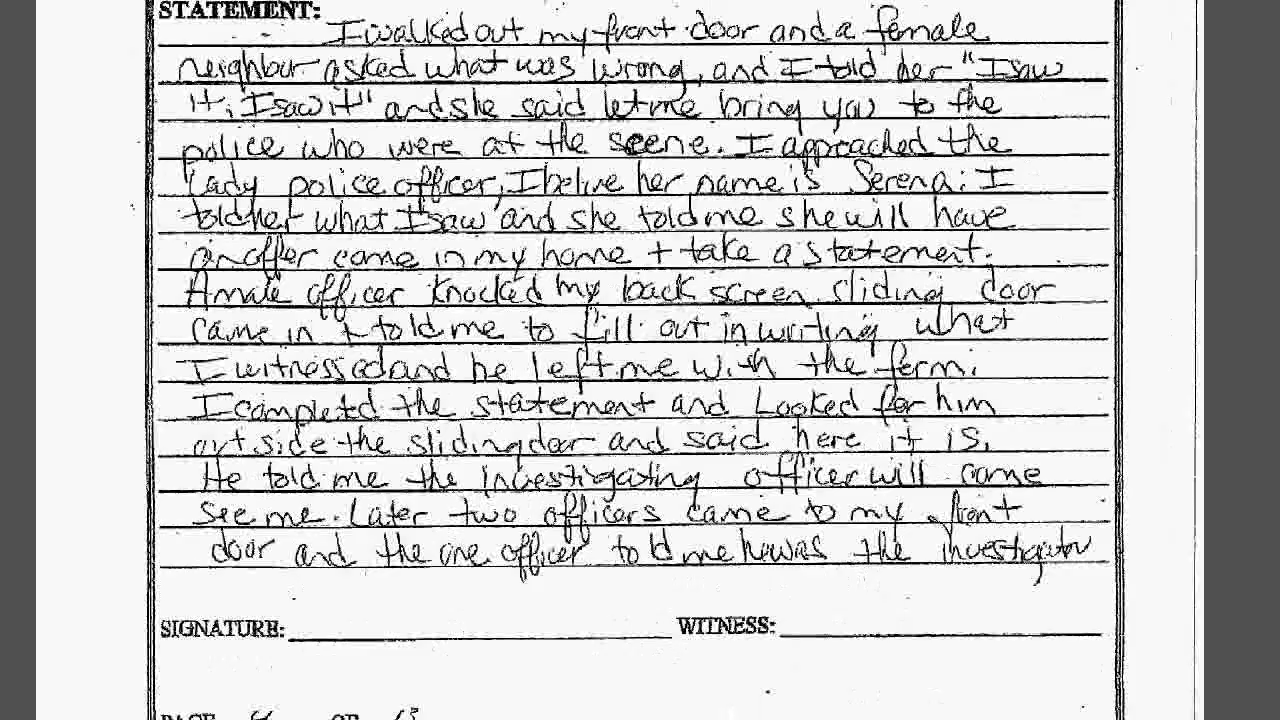 STATEMENT:
I walked out my front door and a female
neighbour asked what was wrong, and I told her "I saw
it, I saw it" and she said let me bring you to the
police who were at the scene. I approached the
Lady police officer, I belive her name is Serena. I
told her what I saw and she told me she will have
an offer come in my home + take a statement.
A male officer knocked my back screen sliding door
came in + told me to fill out in writing what
I witnessed and he left me with the form.
I completed the statement and Looked for him
outside the sliding door and said here it is.
He told me the investigating officer will come
see me. Later two officers came to my front
door and the one officer told me he was the investigator
SIGNATURE: WITNESS:
PAGE OF 13